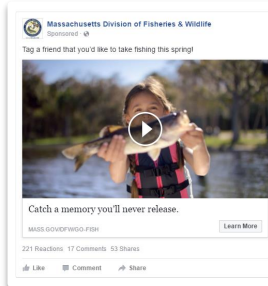 Massachusetts Division of Fisheries & Wildlife
Sponsored ·
Tag a friend that you'd like to take fishing this spring!
Catch a memory you'll never release.
MASS.GOV/DFWGO-FISH
Learn More
221 Reactions 17 Comments 53 Shares
Like Comment Share